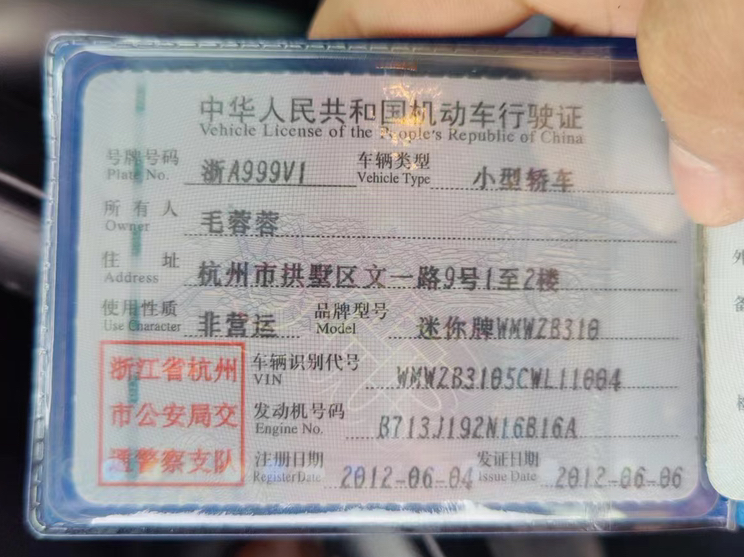 中华人民共和国机动车行驶证
Vehicle License of the People's Republic of China
号牌号码 浙A999V1 车辆类型 小型轿车
Plate No. Vehicle Type
所有人 毛蓉蓉
Owner
住址 杭州市拱墅区文一路9号1至2楼
Address
使用性质 非营运 品牌型号 迷你牌WMWZB310
Use Character Model
浙江省杭州
市公安局交
通警察支队
车辆识别代号 WMWZB3105CWL11004
VIN
发动机号码 B713J192N16B16A
Engine No.
注册日期 2012-06-04 发证日期 2012-06-06
Register Date Issue Date